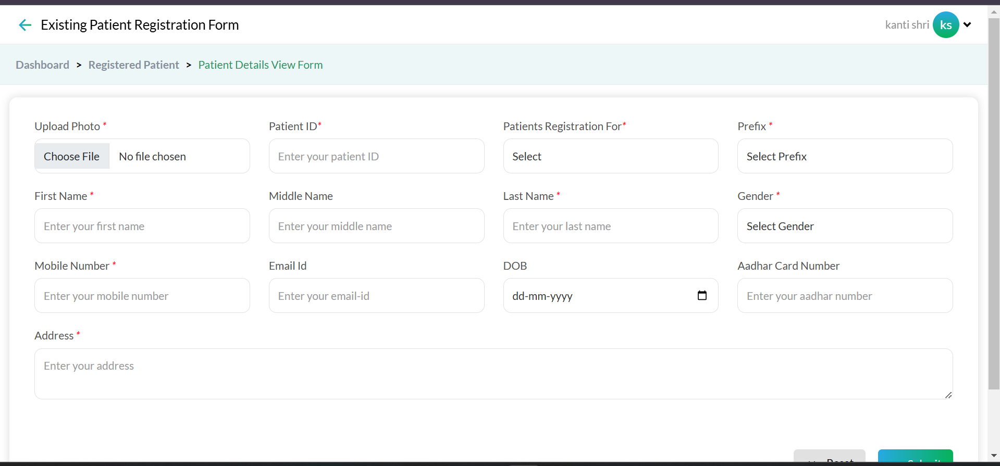 Existing Patient Registration Form
kanti shri ks
Dashboard > Registered Patient > Patient Details View Form
Upload Photo * Patient ID* Patients Registration For* Prefix *
Choose File No file chosen Enter your patient ID Select Select Prefix
First Name * Middle Name Last Name * Gender *
Enter your first name Enter your middle name Enter your last name Select Gender
Mobile Number * Email Id DOB Aadhar Card Number
Enter your mobile number Enter your email-id dd-mm-yyyy Enter your aadhar number
Address *
Enter your address
Reset Submit